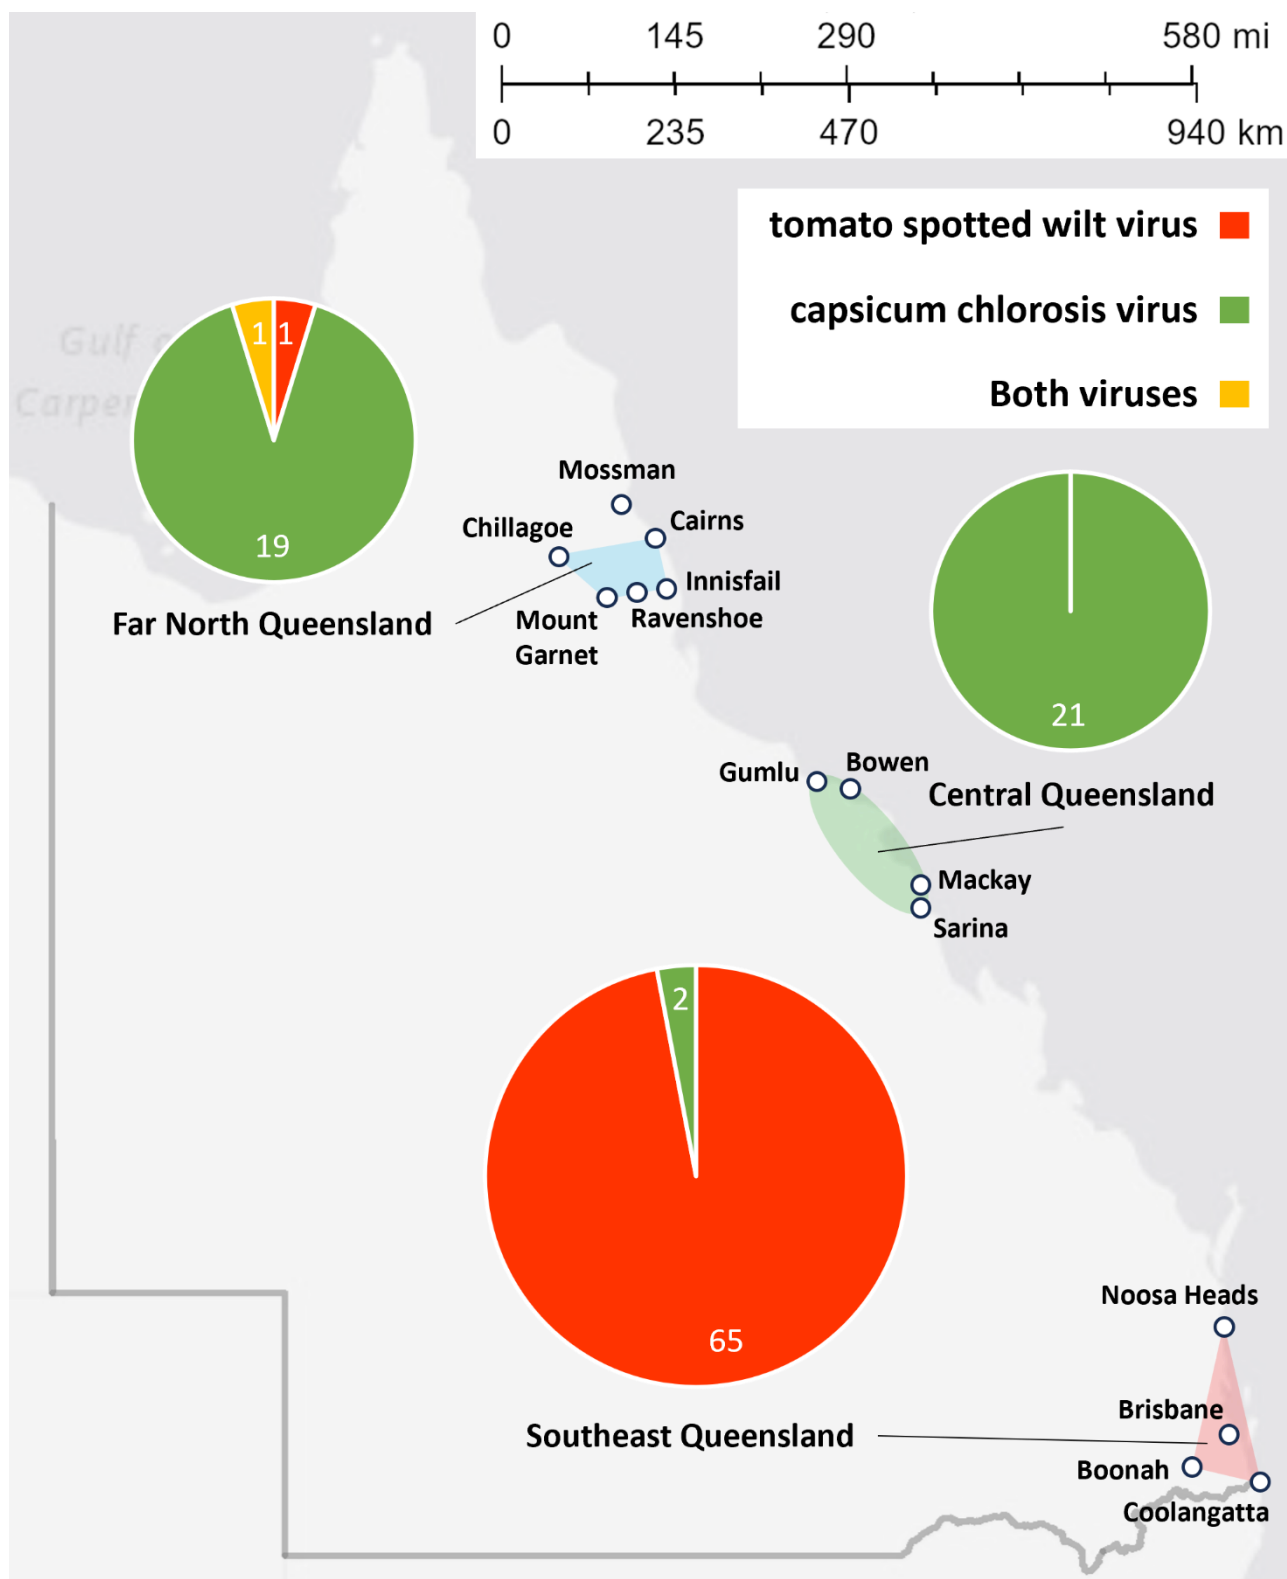 0 145 290 580 mi
0 235 470 940 km
tomato spotted wilt virus
capsicum chlorosis virus
Both viruses
Gulf
Carper
1 1
19
Far North Queensland
Mossman
Cairns
Chillagoe
Innisfail
Ravenshoe
Mount
Garnet
21
Gumlu
Bowen
Central Queensland
Mackay
Sarina
2
65
Southeast Queensland
Noosa Heads
Brisbane
Boonah
Coolangatta